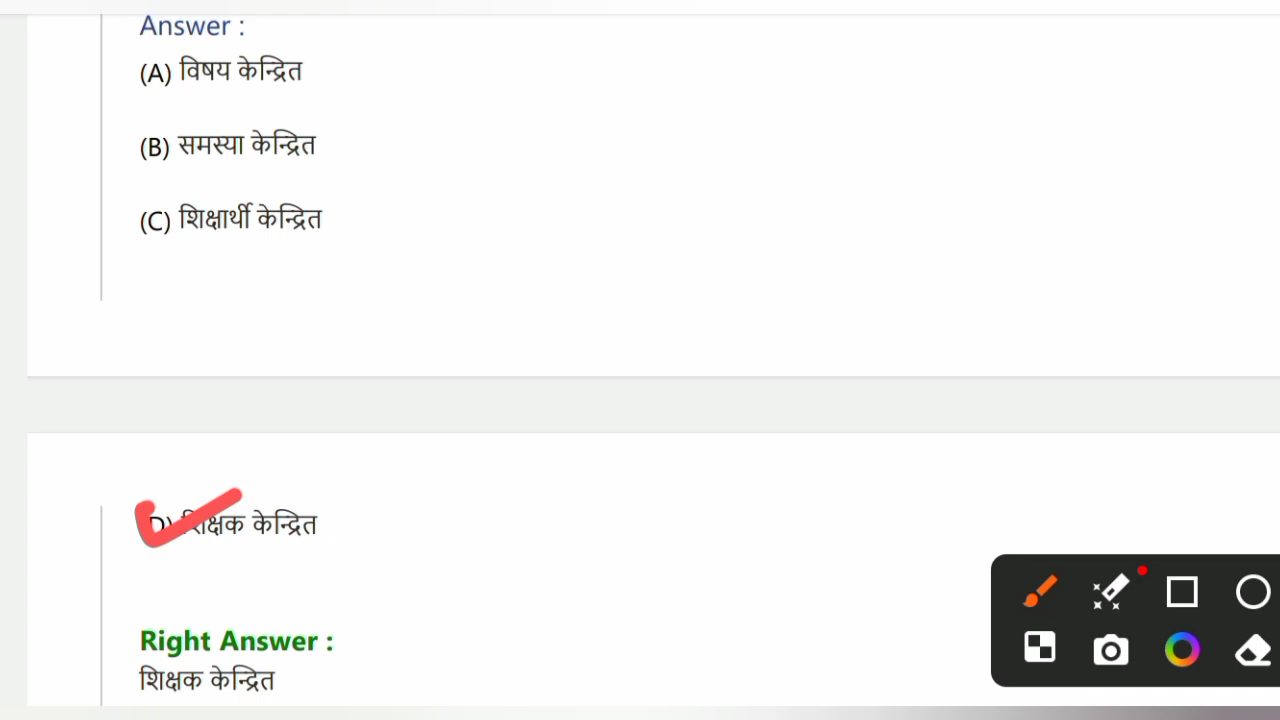 Answer :
(A) विषय केन्द्रित
(B) समस्या केन्द्रित
(C) शिक्षार्थी केन्द्रित
D) शिक्षक केन्द्रित
Right Answer :
शिक्षक केन्द्रित